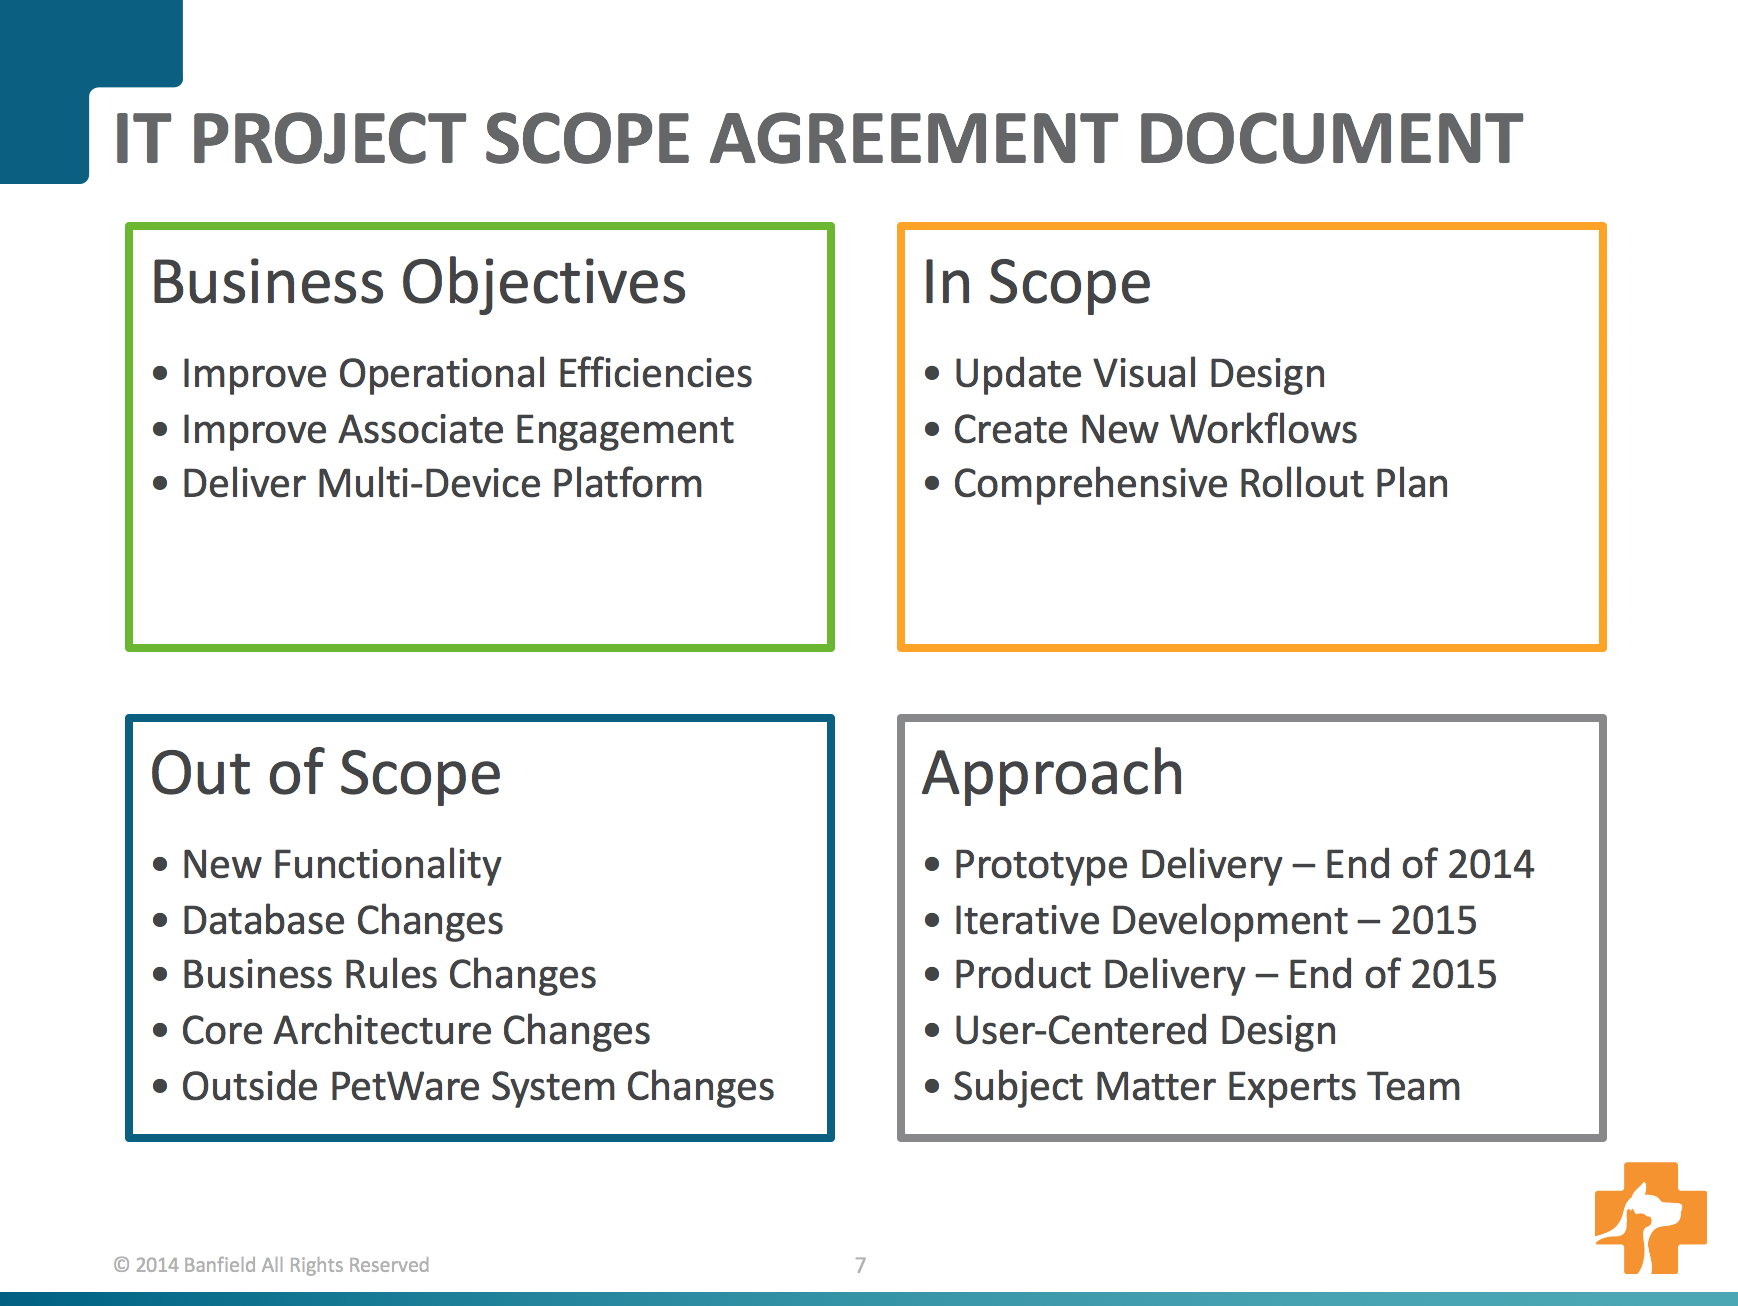 IT PROJECT SCOPE AGREEMENT DOCUMENT
Business Objectives
• Improve Operational Efficiencies
• Improve Associate Engagement
• Deliver Multi-Device Platform
In Scope
• Update Visual Design
• Create New Workflows
• Comprehensive Rollout Plan
Out of Scope
• New Functionality
• Database Changes
• Business Rules Changes
• Core Architecture Changes
• Outside PetWare System Changes
Approach
• Prototype Delivery – End of 2014
• Iterative Development – 2015
• Product Delivery – End of 2015
• User-Centered Design
• Subject Matter Experts Team
© 2014 Banfield All Rights Reserved
7